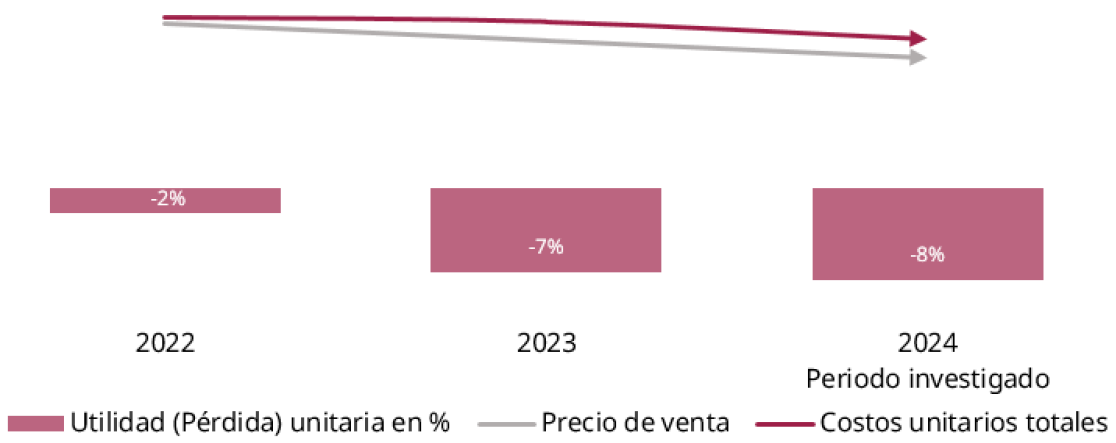 -2%
-7%
-8%
2022 2023 2024
Periodo investigado
Utilidad (Pérdida) unitaria en % Precio de venta Costos unitarios totales